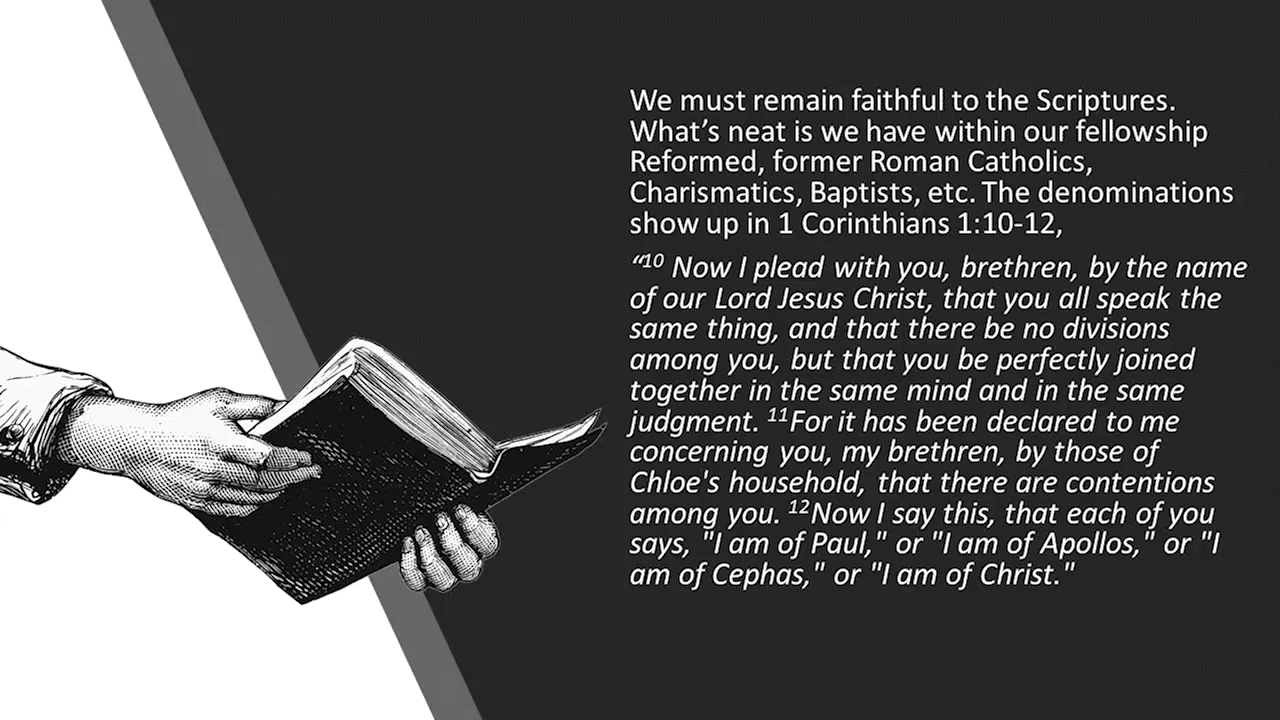 We must remain faithful to the Scriptures.
What’s neat is we have within our fellowship
Reformed, former Roman Catholics,
Charismatics, Baptists, etc. The denominations
show up in 1 Corinthians 1:10-12,
“10 Now I plead with you, brethren, by the name
of our Lord Jesus Christ, that you all speak the
same thing, and that there be no divisions
among you, but that you be perfectly joined
together in the same mind and in the same
judgment. 11For it has been declared to me
concerning you, my brethren, by those of
Chloe's household, that there are contentions
among you. 12Now I say this, that each of you
says, "I am of Paul," or "I am of Apollos," or "I
am of Cephas," or "I am of Christ."